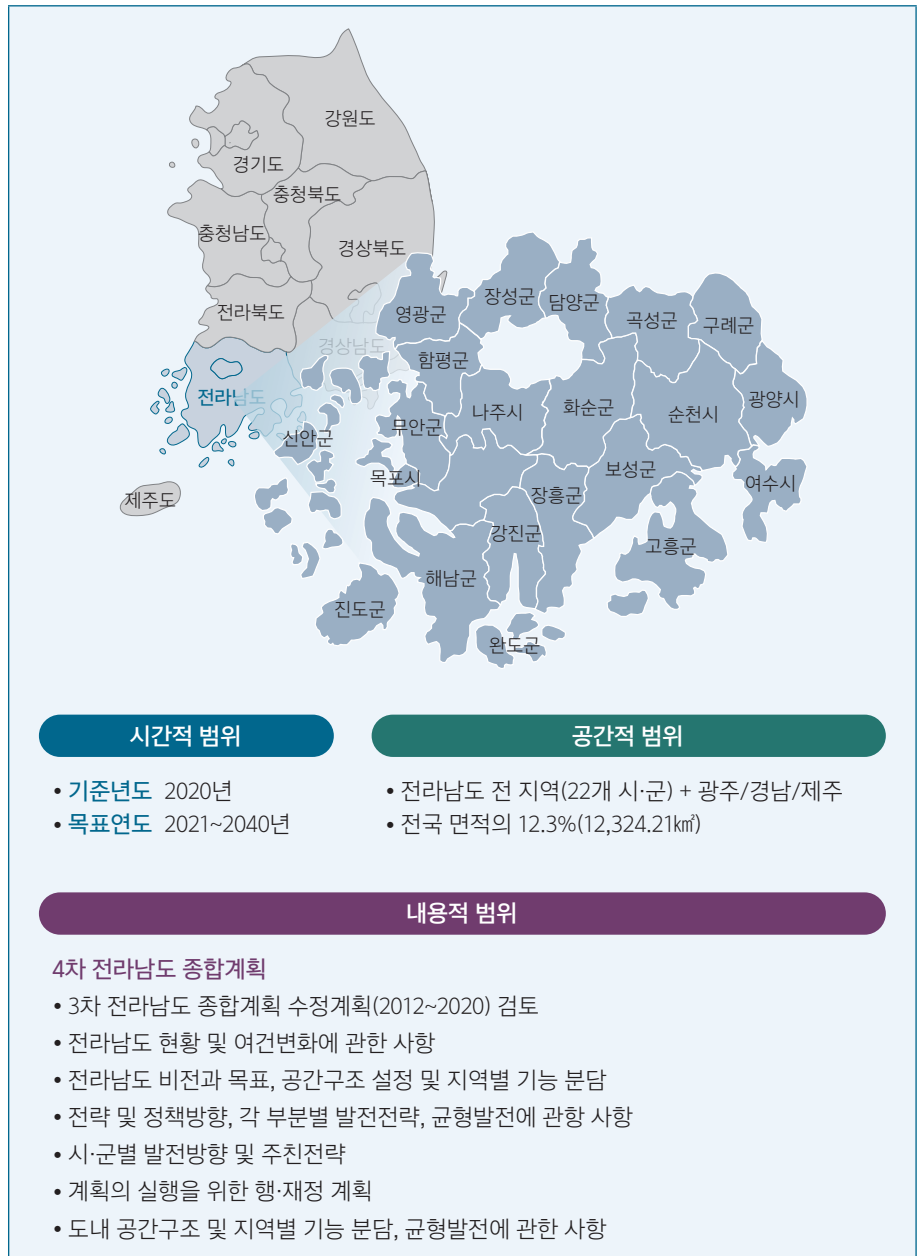 강원도
경기도
충청북도
충청남도
경상북도
전라북도
경상남도
전라남도
제주도
영광군
장성군
담양군
곡성군
구례군
함평군
나주시
화순군
순천시
광양시
신안군
무안군
목포시
장흥군
보성군
여수시
강진군
고흥군
해남군
진도군
완도군
시간적 범위
• 기준년도 2020년
• 목표연도 2021~2040년
공간적 범위
• 전라남도 전 지역(22개 시·군) + 광주/경남/제주
• 전국 면적의 12.3%(12,324.21㎢)
내용적 범위
4차 전라남도 종합계획
• 3차 전라남도 종합계획 수정계획(2012~2020) 검토
• 전라남도 현황 및 여건변화에 관한 사항
• 전라남도 비전과 목표, 공간구조 설정 및 지역별 기능 분담
• 전략 및 정책방향, 각 부분별 발전전략, 균형발전에 관항 사항
• 시·군별 발전방향 및 주친전략
• 계획의 실행을 위한 행·재정 계획
• 도내 공간구조 및 지역별 기능 분담, 균형발전에 관한 사항